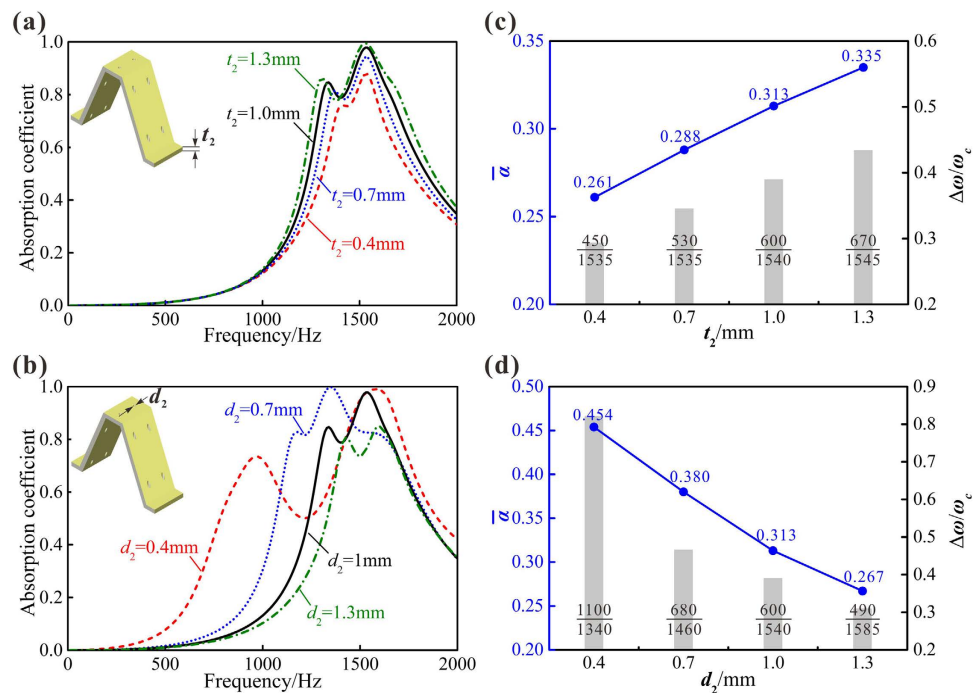 (a)
1.0
0.8
0.6
0.4
0.2
0.0
Absorption coefficient
t₂
t₂=1.3mm
t₂=1.0mm
t₂=0.7mm
t₂=0.4mm
0 500 1000 1500 2000
Frequency/Hz
(c)
0.35
0.30
0.25
0.20
ᾱ
0.261
0.288
0.313
0.335
450
1535
530
1535
600
1540
670
1545
0.6
0.5
0.4
0.3
0.2
Δω/ω_c
0.4 0.7 1.0 1.3
t₂/mm
(b)
1.0
0.8
0.6
0.4
0.2
0.0
Absorption coefficient
d₂
d₂=0.7mm
d₂=0.4mm
d₂=1mm
d₂=1.3mm
0 500 1000 1500 2000
Frequency/Hz
(d)
0.50
0.45
0.40
0.35
0.30
0.25
0.20
ᾱ
0.454
0.380
0.313
0.267
1100
1340
680
1460
600
1540
490
1585
0.9
0.8
0.7
0.6
0.5
0.4
0.3
0.2
Δω/ω_c
0.4 0.7 1.0 1.3
d₂/mm